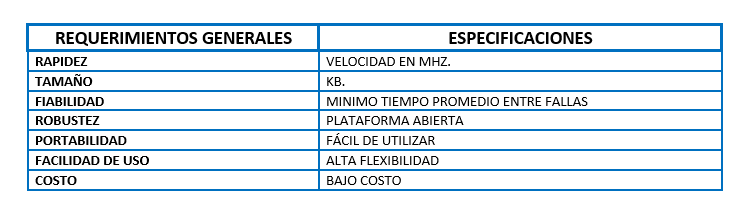 REQUERIMIENTOS GENERALES ESPECIFICACIONES
RAPIDEZ VELOCIDAD EN MHZ.
TAMAÑO KB.
FIABILIDAD MINIMO TIEMPO PROMEDIO ENTRE FALLAS
ROBUSTEZ PLATAFORMA ABIERTA
PORTABILIDAD FÁCIL DE UTILIZAR
FACILIDAD DE USO ALTA FLEXIBILIDAD
COSTO BAJO COSTO